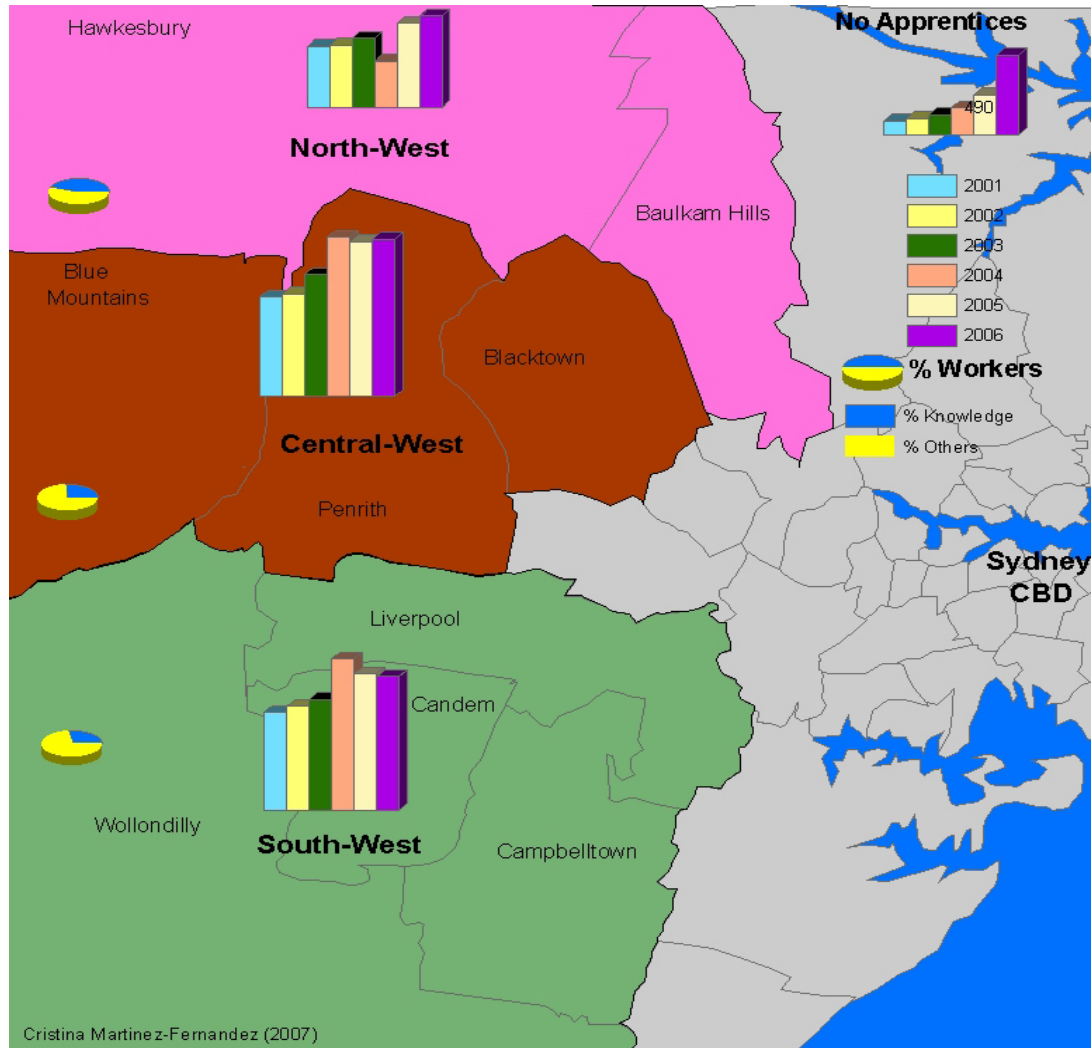 Hawkesbury
No Apprentices
490
North-West
2001
Baulkam Hills
2002
2003
Blue
Mountains
2004
2005
2006
Blacktown
% Workers
% Knowledge
Central-West
% Others
Penrith
Sydney
CBD
Liverpool
Candem
Wollondilly
South-West
Campbelltown
Cristina Martinez-Fernandez (2007)